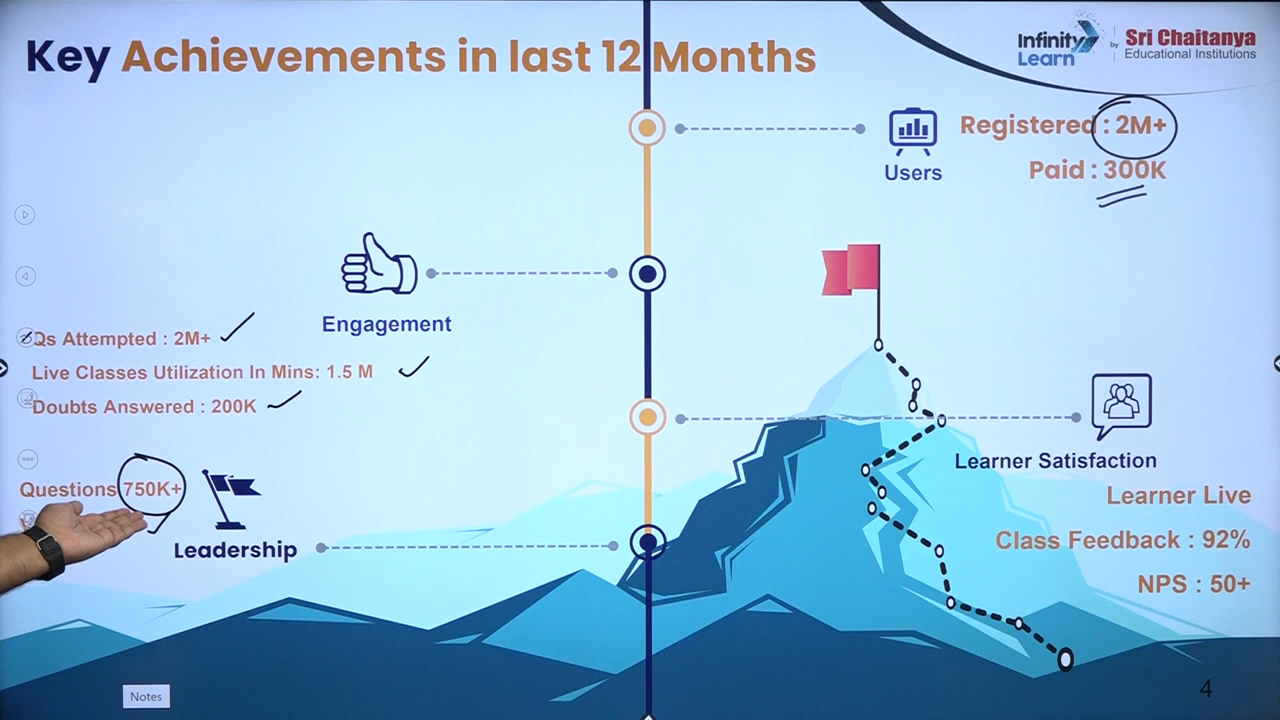 Key Achievements in last 12 Months
Infinity Learn
by
Sri Chaitanya
Educational Institutions
Registered : 2M+
Paid : 300K
Users
Engagement
Qs Attempted : 2M+
Live Classes Utilization In Mins: 1.5 M
Doubts Answered : 200K
Questions 750K+
Leadership
Learner Satisfaction
Learner Live
Class Feedback : 92%
NPS : 50+
Notes
4